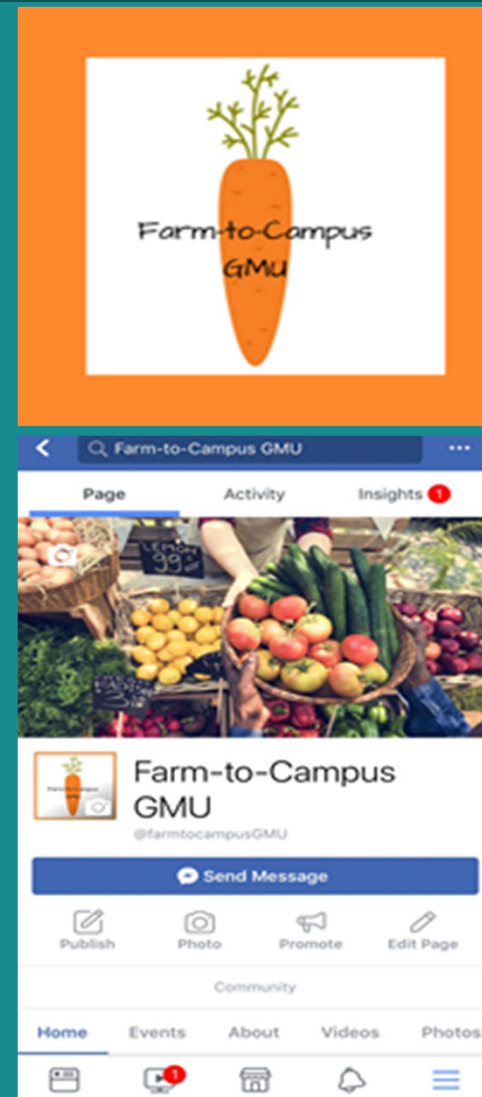 Farm-to-Campus
GMU
Farm-to-Campus GMU
Page Activity Insights 1
LEMON
99
Farm-to-Campus
GMU
@farmtocampusGMU
Send Message
Publish Photo Promote Edit Page
Community
Home Events About Videos Photos
1